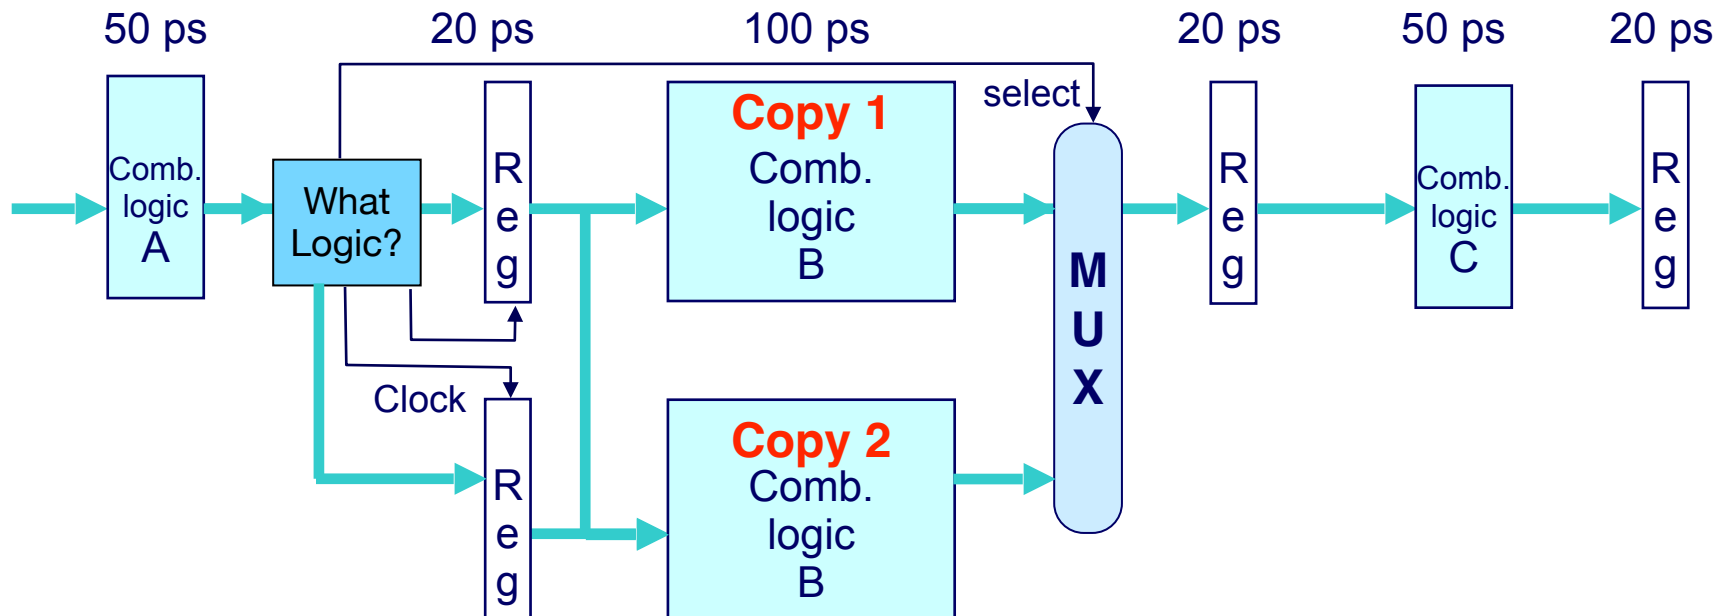 50 ps
20 ps
100 ps
20 ps
50 ps
20 ps
select
Comb.
logic
A
What
Logic?
R
e
g
Copy 1
Comb.
logic
B
M
U
X
R
e
g
Comb.
logic
C
R
e
g
Clock
R
e
g
Copy 2
Comb.
logic
B